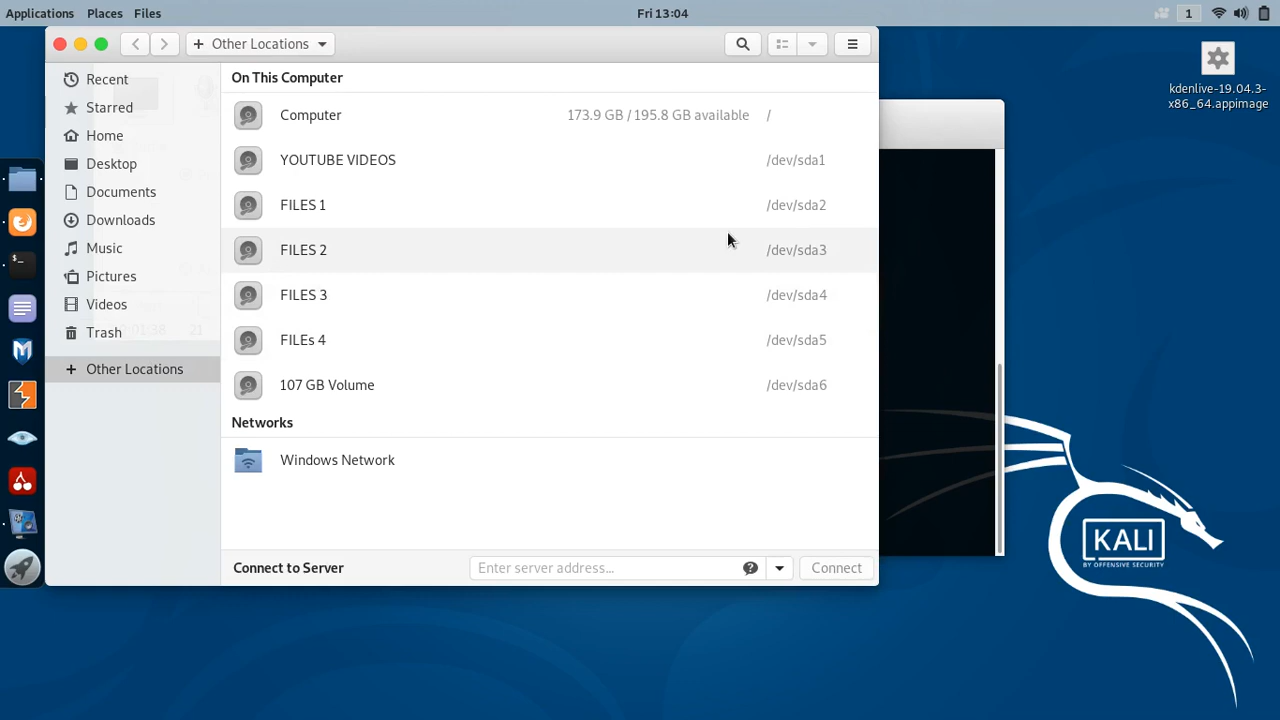 Applications Places Files Fri 13:04 1
Other Locations
kdenlive-19.04.3-
x86_64.appimage
Recent
Starred
Home
Desktop
Documents
Downloads
Music
Pictures
Videos
Trash
Other Locations
On This Computer
Computer 173.9 GB / 195.8 GB available /
YOUTUBE VIDEOS /dev/sda1
FILES 1 /dev/sda2
FILES 2 /dev/sda3
FILES 3 /dev/sda4
FILEs 4 /dev/sda5
107 GB Volume /dev/sda6
Networks
Windows Network
Connect to Server Enter server address... Connect
KALI
BY OFFENSIVE SECURITY